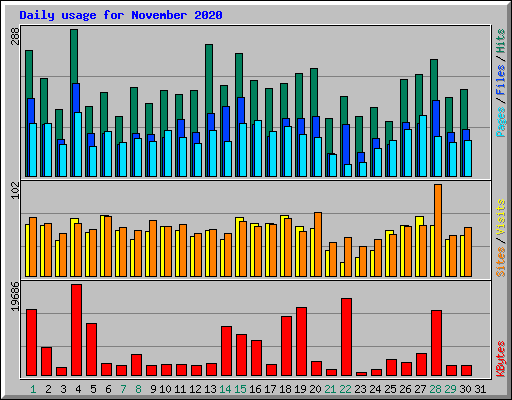 Daily usage for November 2020
288
Pages / Files / Hits
102
Sites / Visits
19686
KBytes
1 2 3 4 5 6 7 8 9 10 11 12 13 14 15 16 17 18 19 20 21 22 23 24 25 26 27 28 29 30 31